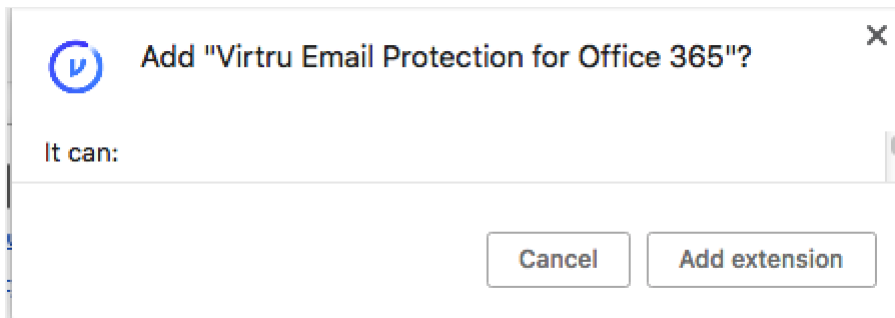 Add "Virtru Email Protection for Office 365"?
It can:
Cancel
Add extension